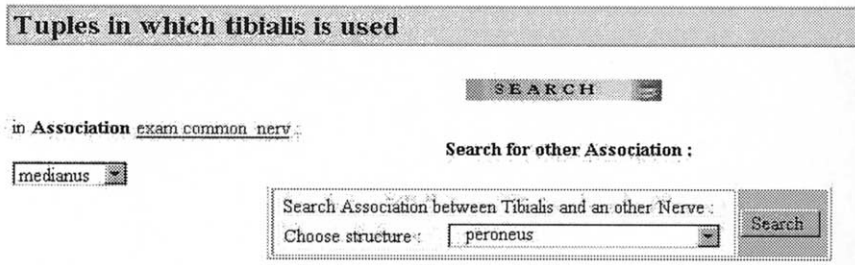 Tuples in which tibialis is used
SEARCH
in Association exam common nerv :
Search for other Association :
medianus
Search Association between Tibialis and an other Nerve :
Choose structure : peroneus
Search